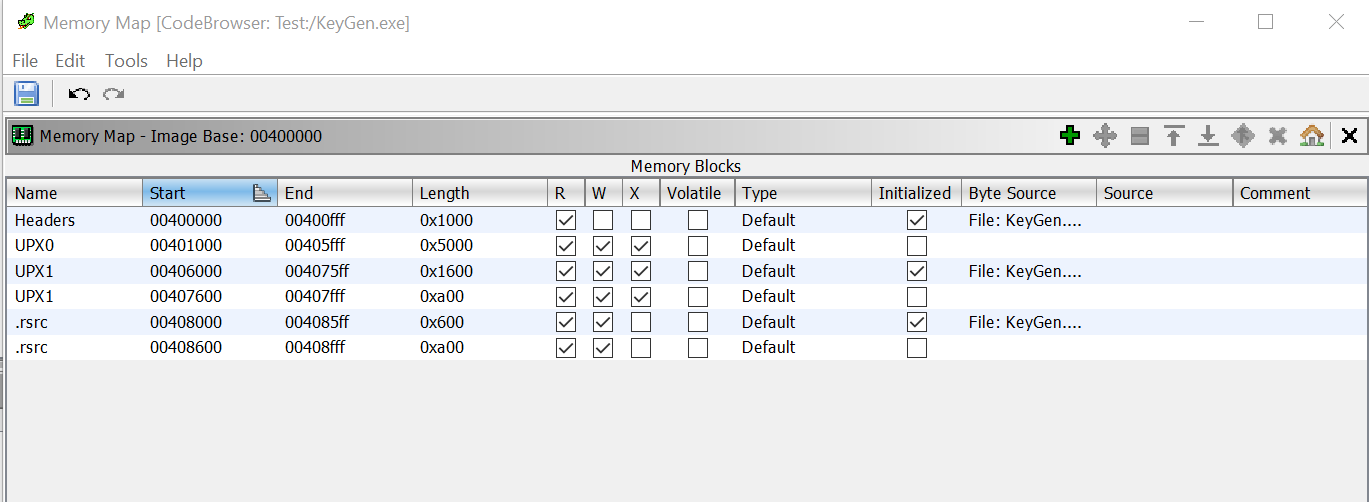 Memory Map [CodeBrowser: Test:/KeyGen.exe]
File Edit Tools Help
Memory Map - Image Base: 00400000
Memory Blocks
Name Start End Length R W X Volatile Type Initialized Byte Source Source Comment
Headers 00400000 00400fff 0x1000 Default File: KeyGen....
UPX0 00401000 00405fff 0x5000 Default
UPX1 00406000 004075ff 0x1600 Default File: KeyGen....
UPX1 00407600 00407fff 0xa00 Default
.rsrc 00408000 004085ff 0x600 Default File: KeyGen....
.rsrc 00408600 00408fff 0xa00 Default